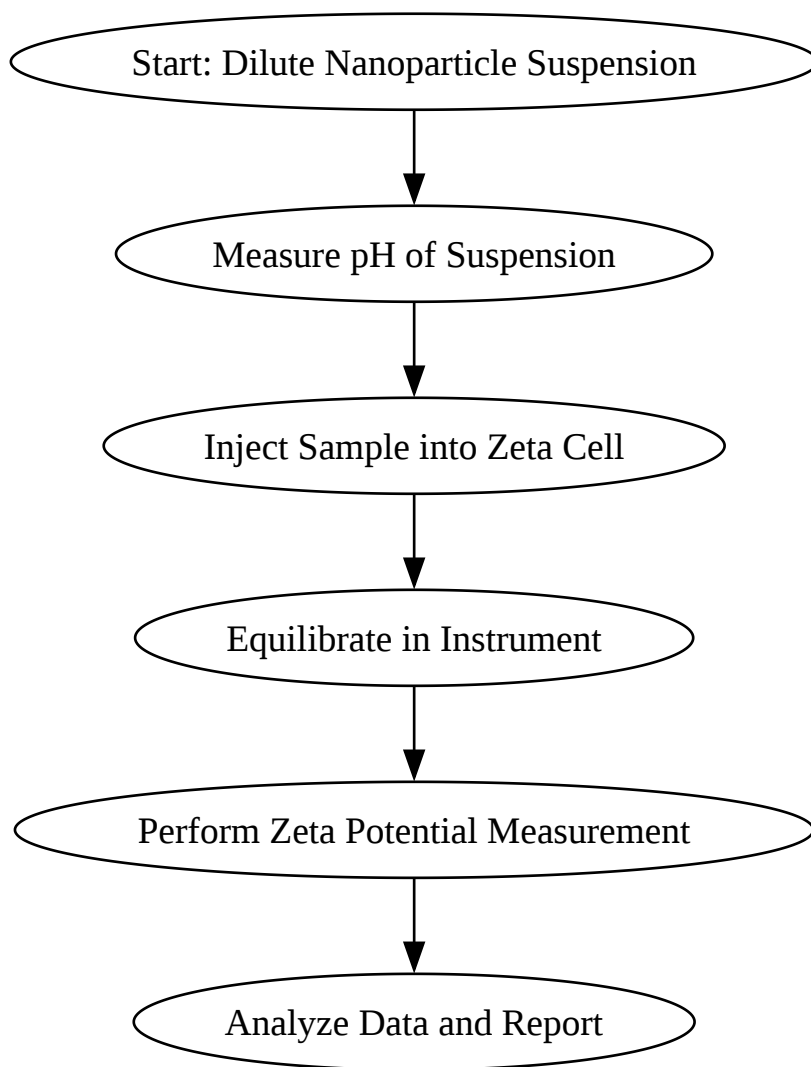 Start: Dilute Nanoparticle Suspension
Measure pH of Suspension
Inject Sample into Zeta Cell
Equilibrate in Instrument
Perform Zeta Potential Measurement
Analyze Data and Report